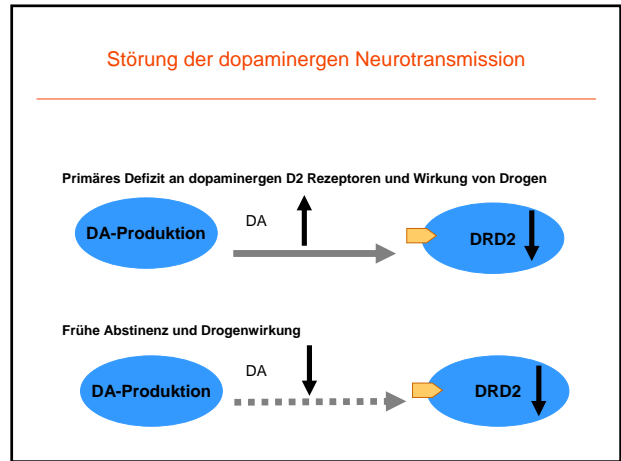 Störung der dopaminergen Neurotransmission
Primäres Defizit an dopaminergen D2 Rezeptoren und Wirkung von Drogen
DA-Produktion
DA
DRD2
Frühe Abstinenz und Drogenwirkung
DA-Produktion
DA
DRD2